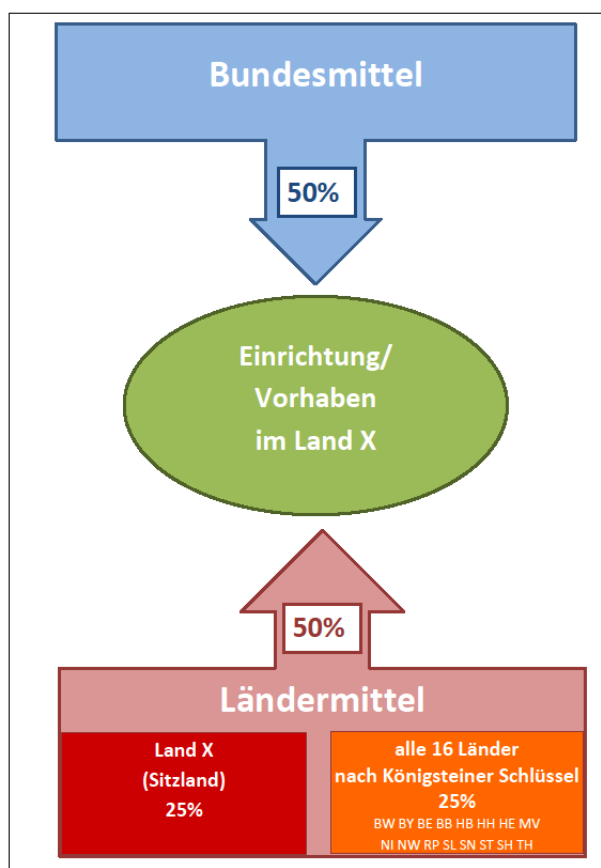 Bundesmittel
50%
Einrichtung/
Vorhaben
im Land X
50%
Ländermittel
Land X
(Sitzland)
25%
alle 16 Länder
nach Königsteiner Schlüssel
25%
BW BY BE BB HB HH HE MV
NI NW RP SL SN ST SH TH